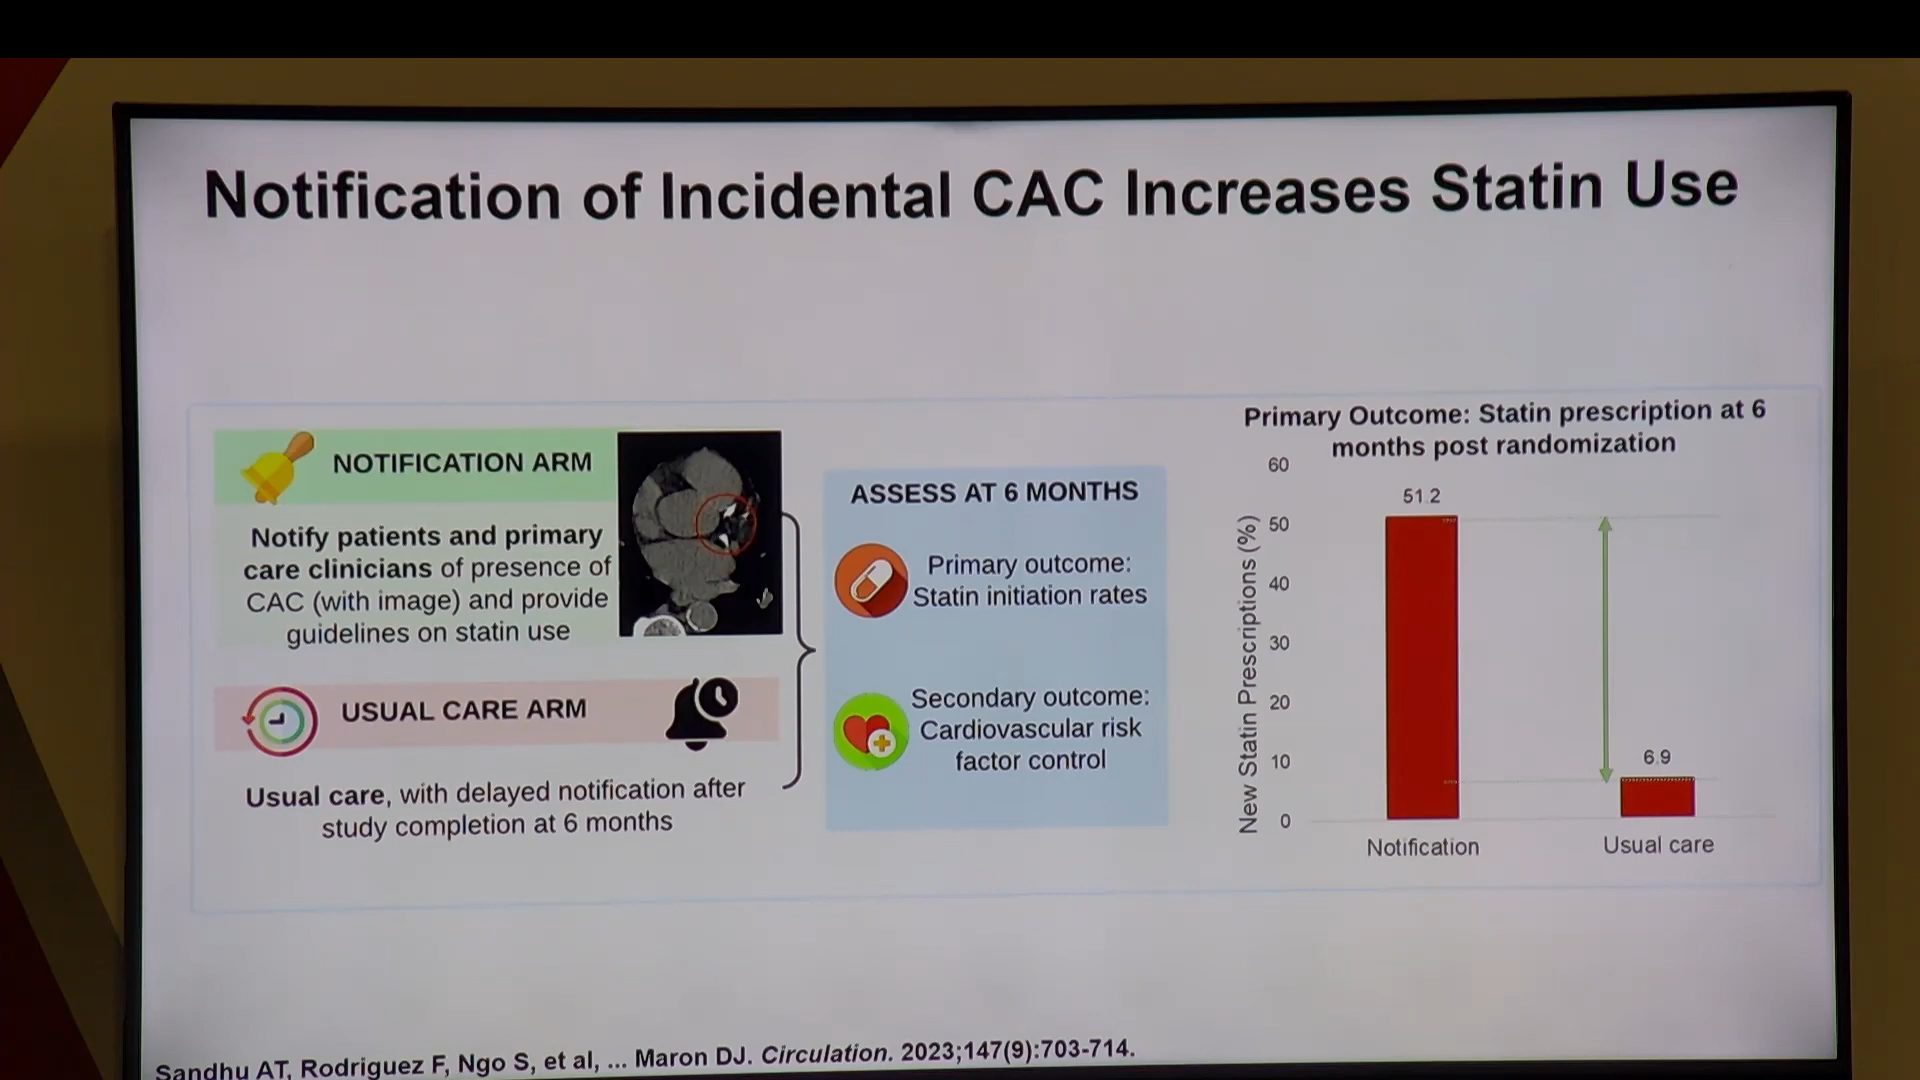 Notification of Incidental CAC Increases Statin Use
NOTIFICATION ARM
Notify patients and primary
care clinicians of presence of
CAC (with image) and provide
guidelines on statin use
USUAL CARE ARM
Usual care, with delayed notification after
study completion at 6 months
ASSESS AT 6 MONTHS
Primary outcome:
Statin initiation rates
Secondary outcome:
Cardiovascular risk
factor control
Primary Outcome: Statin prescription at 6
months post randomization
New Statin Prescriptions (%)
60
50
40
30
20
10
0
51.2
6.9
Notification
Usual care
Sandhu AT, Rodriguez F, Ngo S, et al, ... Maron DJ. Circulation. 2023;147(9):703-714.